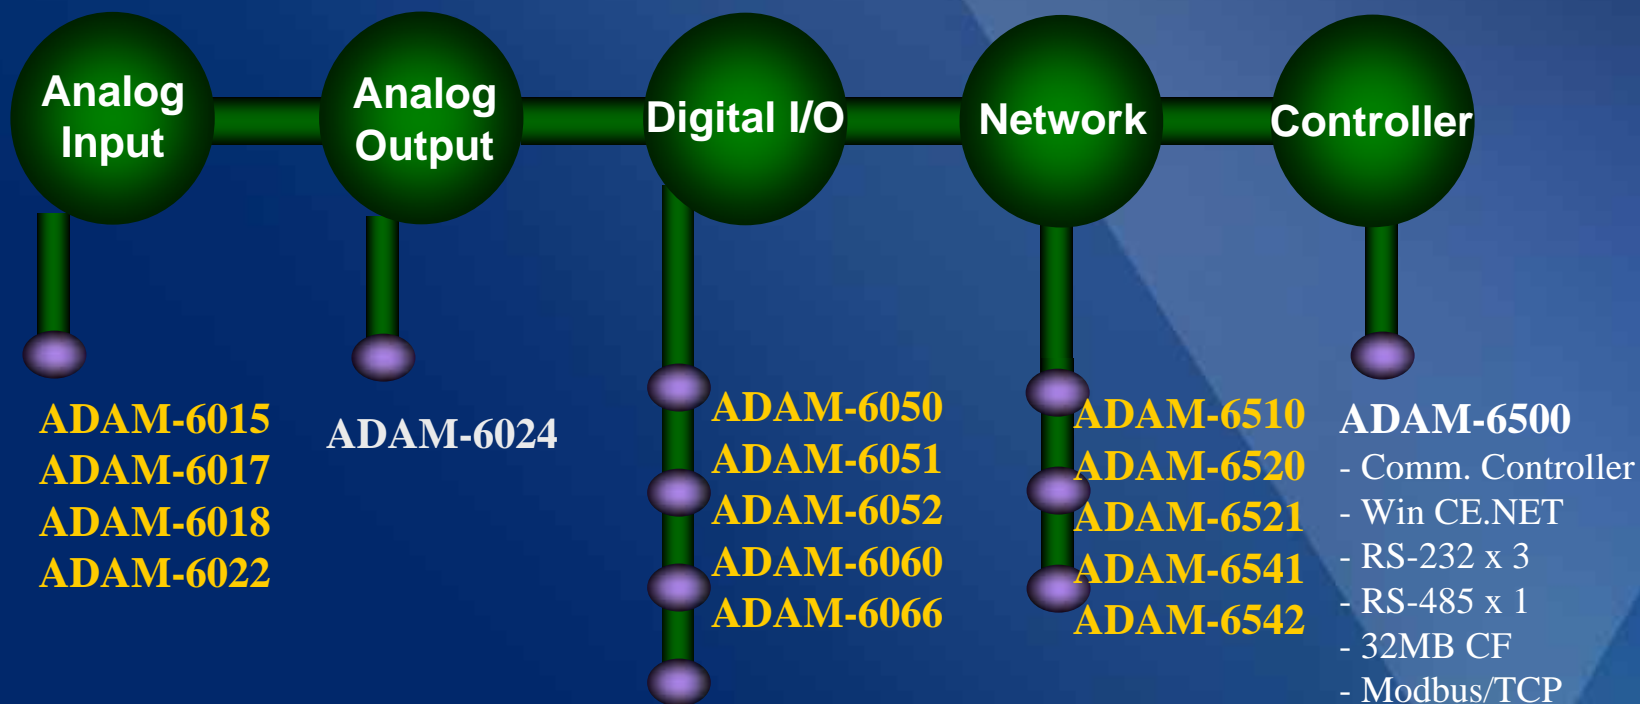 Analog
Input
Analog
Output
Digital I/O
Network
Controller
ADAM-6015
ADAM-6017
ADAM-6018
ADAM-6022
ADAM-6024
ADAM-6050
ADAM-6051
ADAM-6052
ADAM-6060
ADAM-6066
ADAM-6510
ADAM-6520
ADAM-6521
ADAM-6541
ADAM-6542
ADAM-6500
- Comm. Controller
- Win CE.NET
- RS-232 x 3
- RS-485 x 1
- 32MB CF
- Modbus/TCP